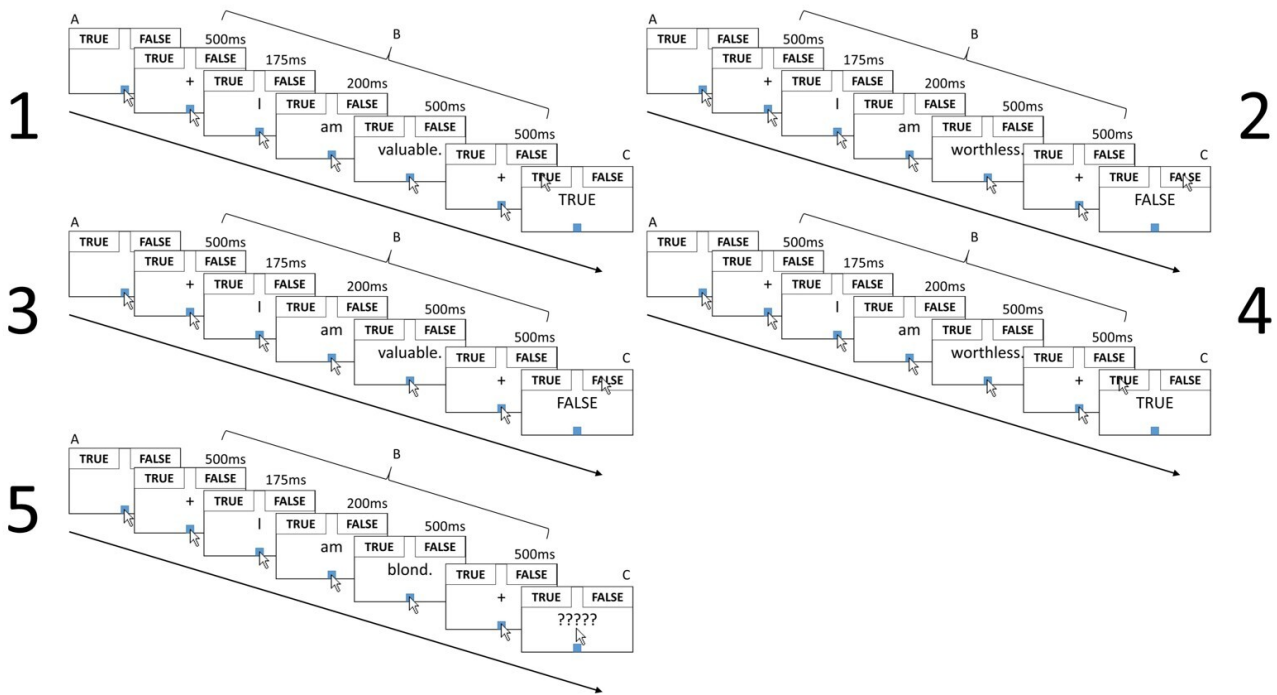 1
A
B
TRUE FALSE 500ms
TRUE FALSE 175ms
+ TRUE FALSE 200ms
I TRUE FALSE 500ms
am TRUE FALSE 500ms
valuable. TRUE FALSE C
+ TRUE FALSE
TRUE
2
A
B
TRUE FALSE 500ms
TRUE FALSE 175ms
+ TRUE FALSE 200ms
I TRUE FALSE 500ms
am TRUE FALSE 500ms
worthless. TRUE FALSE C
+ TRUE FALSE
FALSE
3
A
B
TRUE FALSE 500ms
TRUE FALSE 175ms
+ TRUE FALSE 200ms
I TRUE FALSE 500ms
am TRUE FALSE 500ms
valuable. TRUE FALSE C
+ TRUE FALSE
FALSE
4
A
B
TRUE FALSE 500ms
TRUE FALSE 175ms
+ TRUE FALSE 200ms
I TRUE FALSE 500ms
am TRUE FALSE 500ms
worthless. TRUE FALSE C
+ TRUE FALSE
TRUE
5
A
B
TRUE FALSE 500ms
TRUE FALSE 175ms
+ TRUE FALSE 200ms
I TRUE FALSE 500ms
am TRUE FALSE 500ms
blond. TRUE FALSE C
+ TRUE FALSE
?????